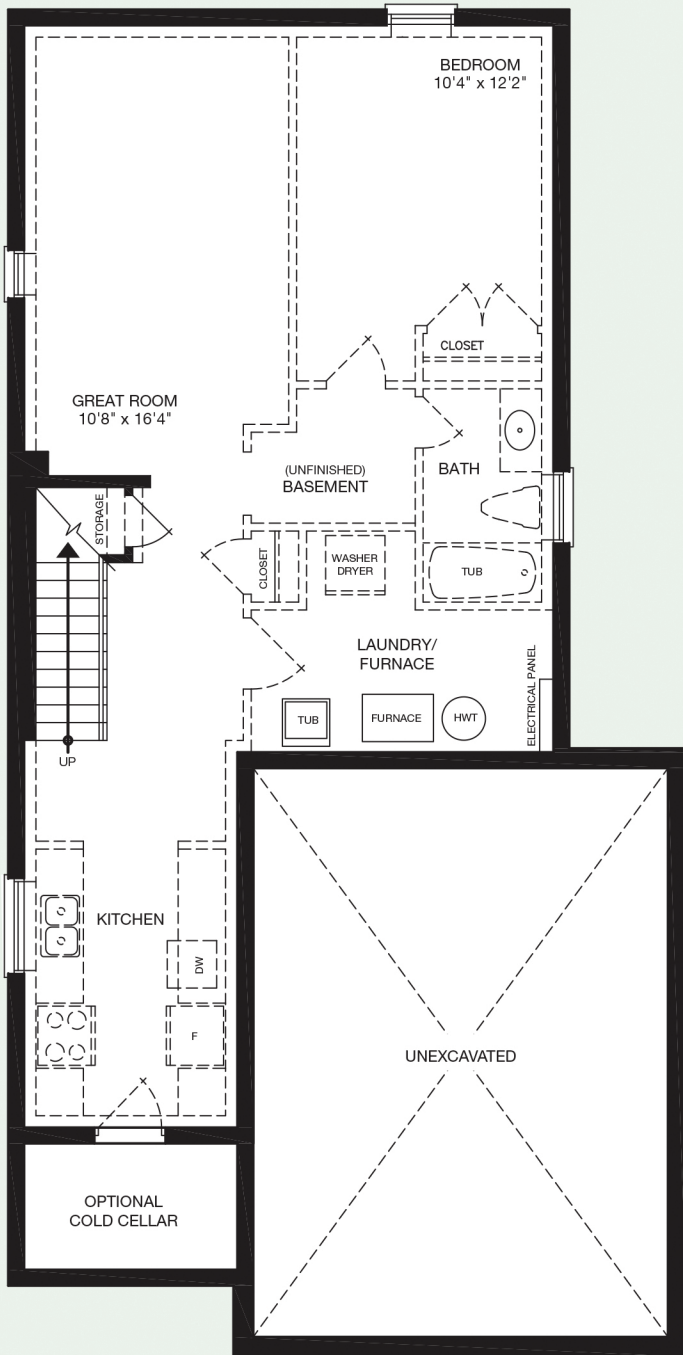 BEDROOM
10'4" x 12'2"
CLOSET
GREAT ROOM
10'8" x 16'4"
(UNFINISHED)
BASEMENT
BATH
STORAGE
CLOSET
WASHER
DRYER
TUB
LAUNDRY/
FURNACE
ELECTRICAL PANEL
TUB
FURNACE
HWT
UP
KITCHEN
DW
F
UNEXCAVATED
OPTIONAL
COLD CELLAR